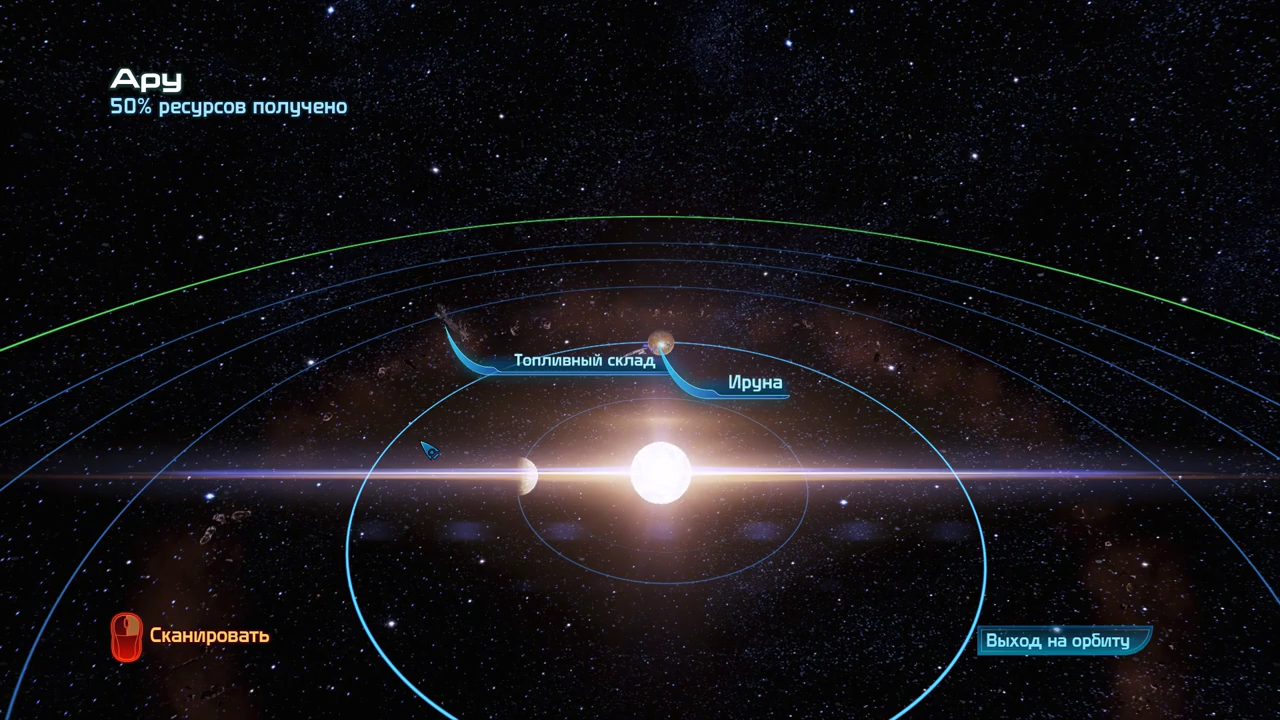 Ару
50% ресурсов получено
Топливный склад
Ируна
Сканировать
Выход на орбиту